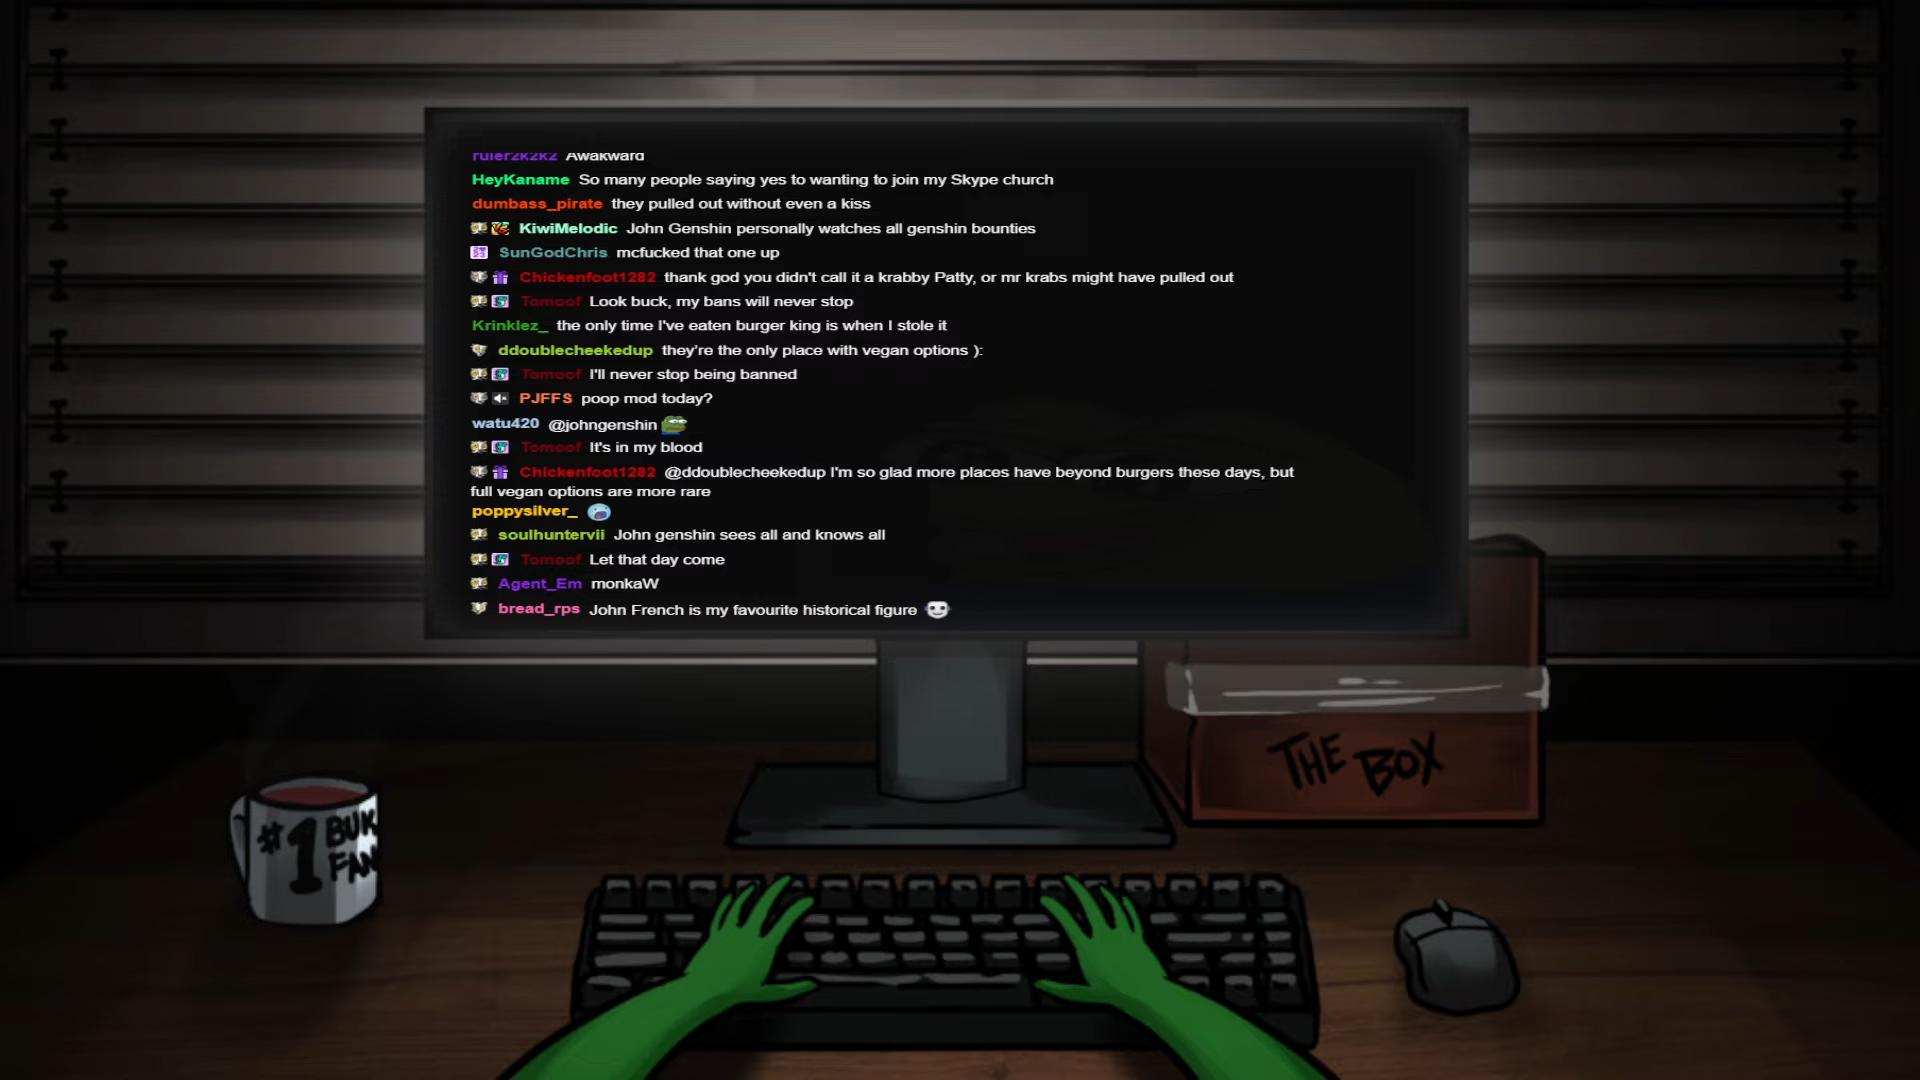 ruler2k2k2 Awakward
HeyKaname So many people saying yes to wanting to join my Skype church
dumbass_pirate they pulled out without even a kiss
KiwiMelodic John Genshin personally watches all genshin bounties
SunGodChris mcfucked that one up
Chickenfoot1282 thank god you didn't call it a krabby Patty, or mr krabs might have pulled out
Tomoof Look buck, my bans will never stop
Krinklez_ the only time I've eaten burger king is when I stole it
ddoublecheekedup they're the only place with vegan options ):
Tomoof I'll never stop being banned
PJFFS poop mod today?
watu420 @johngenshin
Tomoof It's in my blood
Chickenfoot1282 @ddoublecheekedup I'm so glad more places have beyond burgers these days, but
full vegan options are more rare
poppysilver_
soulhuntervii John genshin sees all and knows all
Tomoof Let that day come
Agent_Em monkaW
bread_rps John French is my favourite historical figure
THE BOX
#1 BUK
FAN